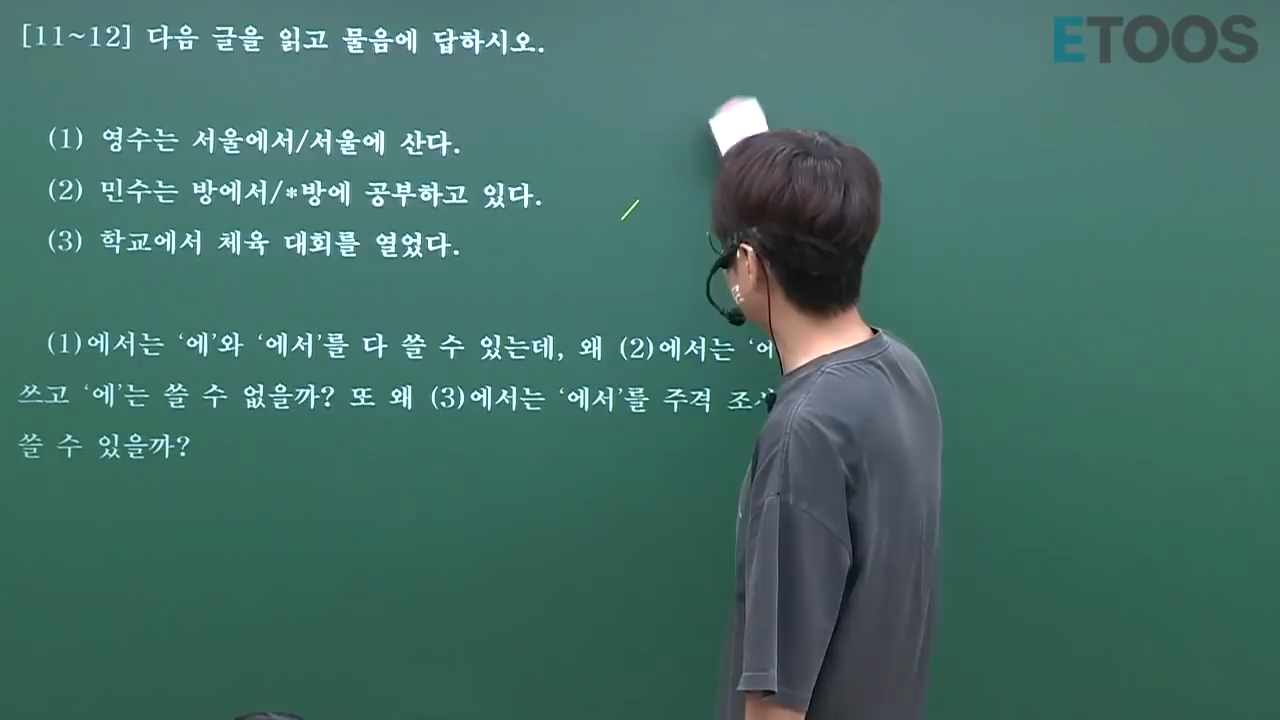 [11~12] 다음 글을 읽고 물음에 답하시오.
ETOOS
(1) 영수는 서울에서/서울에 산다.
(2) 민수는 방에서/*방에 공부하고 있다.
(3) 학교에서 체육 대회를 열었다.
(1)에서는 ‘에’와 ‘에서’를 다 쓸 수 있는데, 왜 (2)에서는
쓰고 ‘에’는 쓸 수 없을까? 또 왜 (3)에서는 ‘에서’를 주격
쓸 수 있을까?